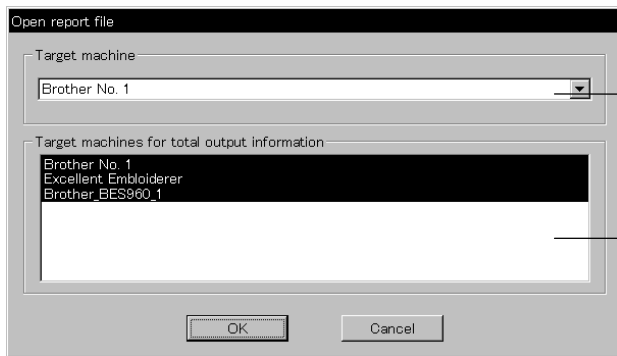 Open report file
Target machine
Brother No. 1
Target machines for total output information
Brother No. 1
Excellent Embloiderer
Brother_BES960_1
OK
Cancel